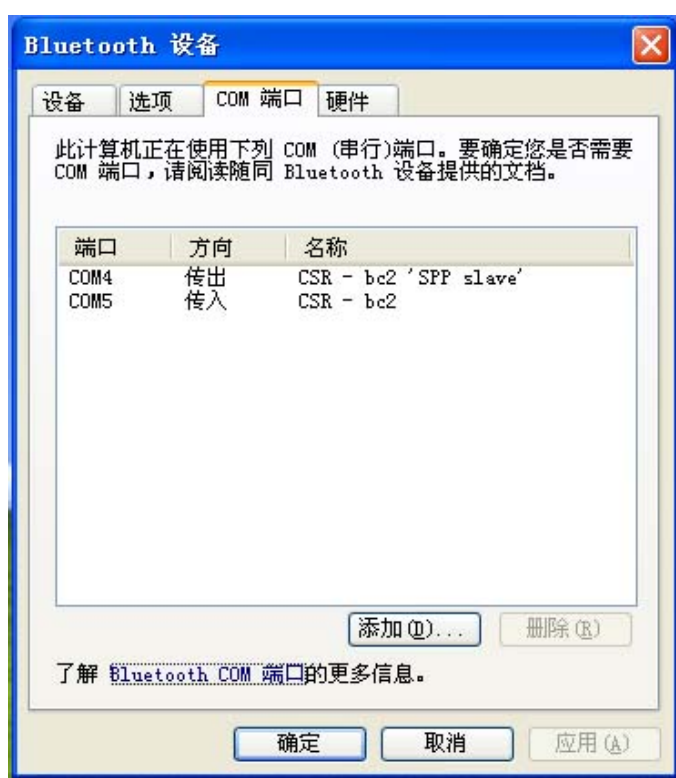 Bluetooth 设备
设备 选项 COM 端口 硬件
此计算机正在使用下列 COM (串行)端口。要确定您是否需要
COM 端口，请阅读随同 Bluetooth 设备提供的文档。
端口 方向 名称
COM4 传出 CSR - bc2 'SPP slave'
COM5 传入 CSR - bc2
添加(D)... 删除(R)
了解 Bluetooth COM 端口的更多信息。
确定 取消 应用(A)